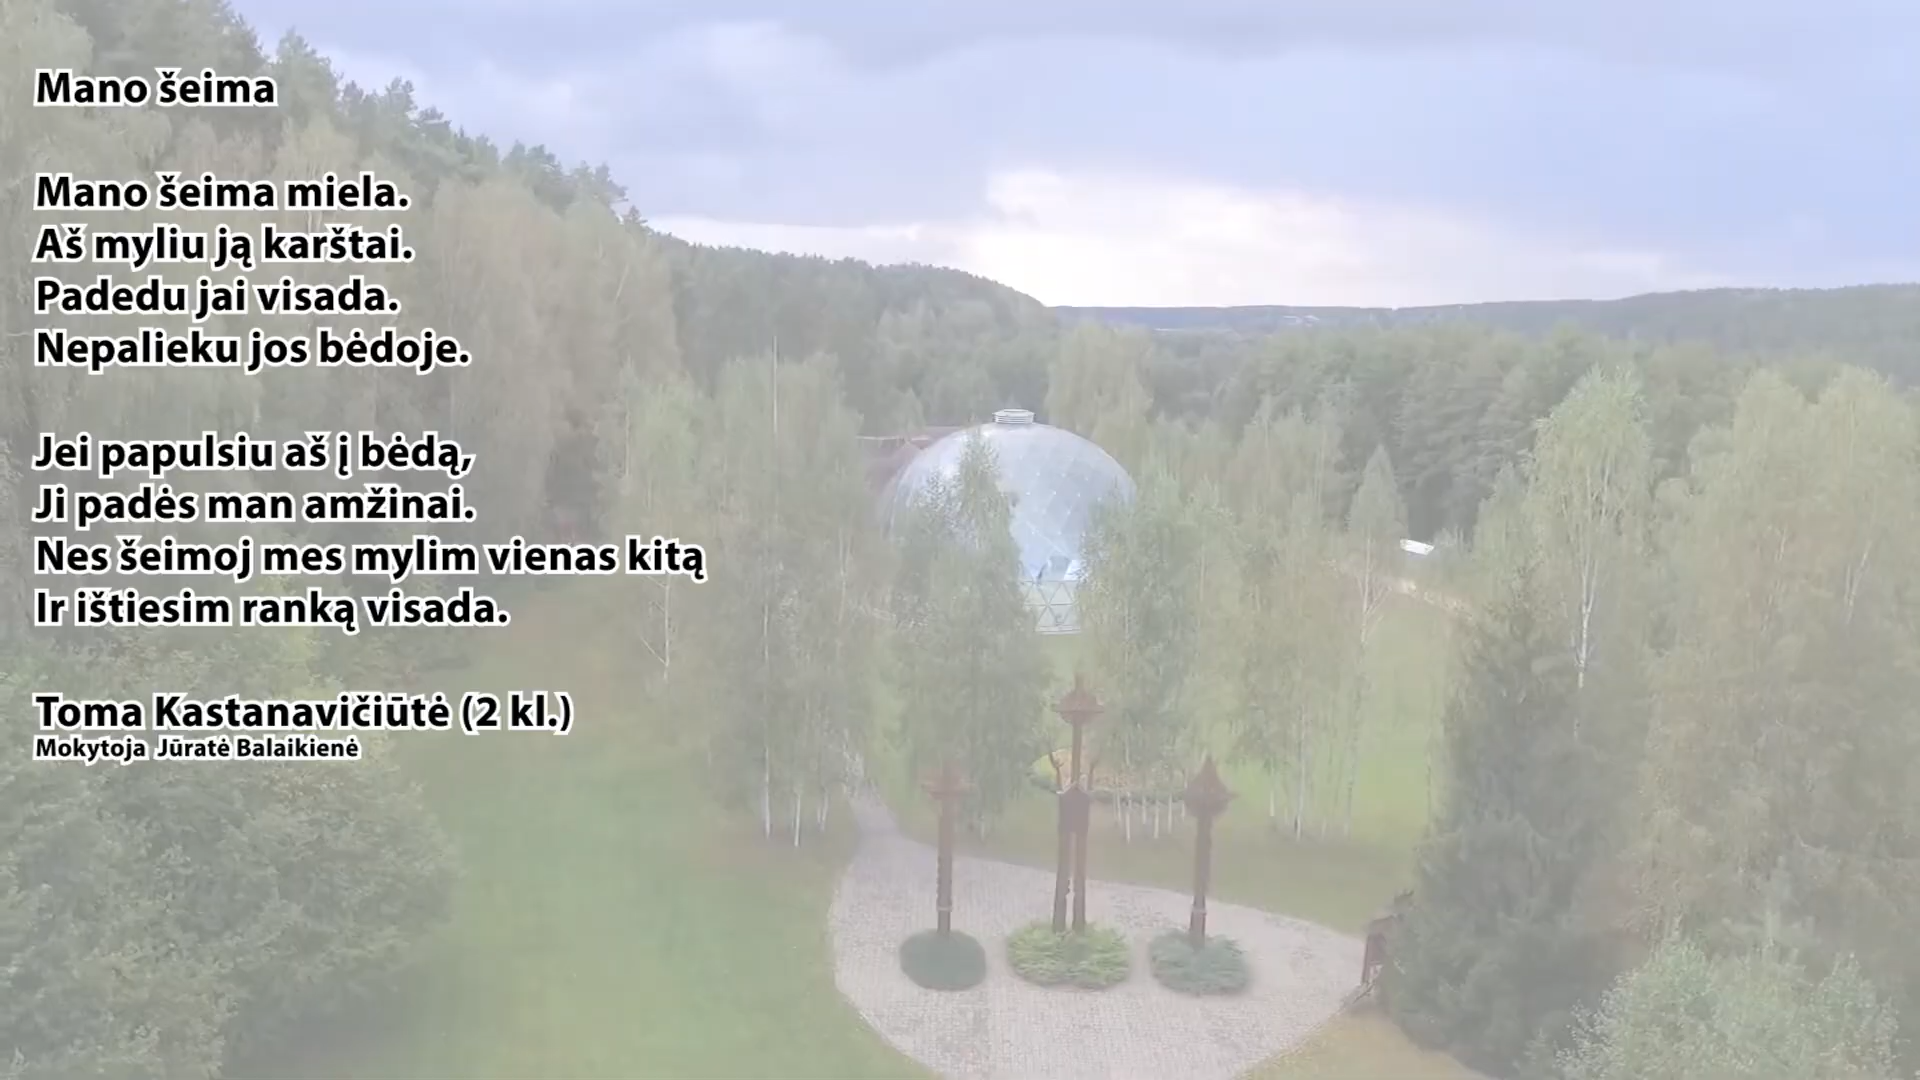 Mano šeima
Mano šeima miela.
Aš myliu ją karštai.
Padedu jai visada.
Nepalieku jos bėdoje.
Jei papulsiu aš į bėdą,
Ji padės man amžinai.
Nes šeimoj mes mylim vienas kitą
Ir ištiesim ranką visada.
Toma Kastanavičiūtė (2 kl.)
Mokytoja Jūratė Balaikienė